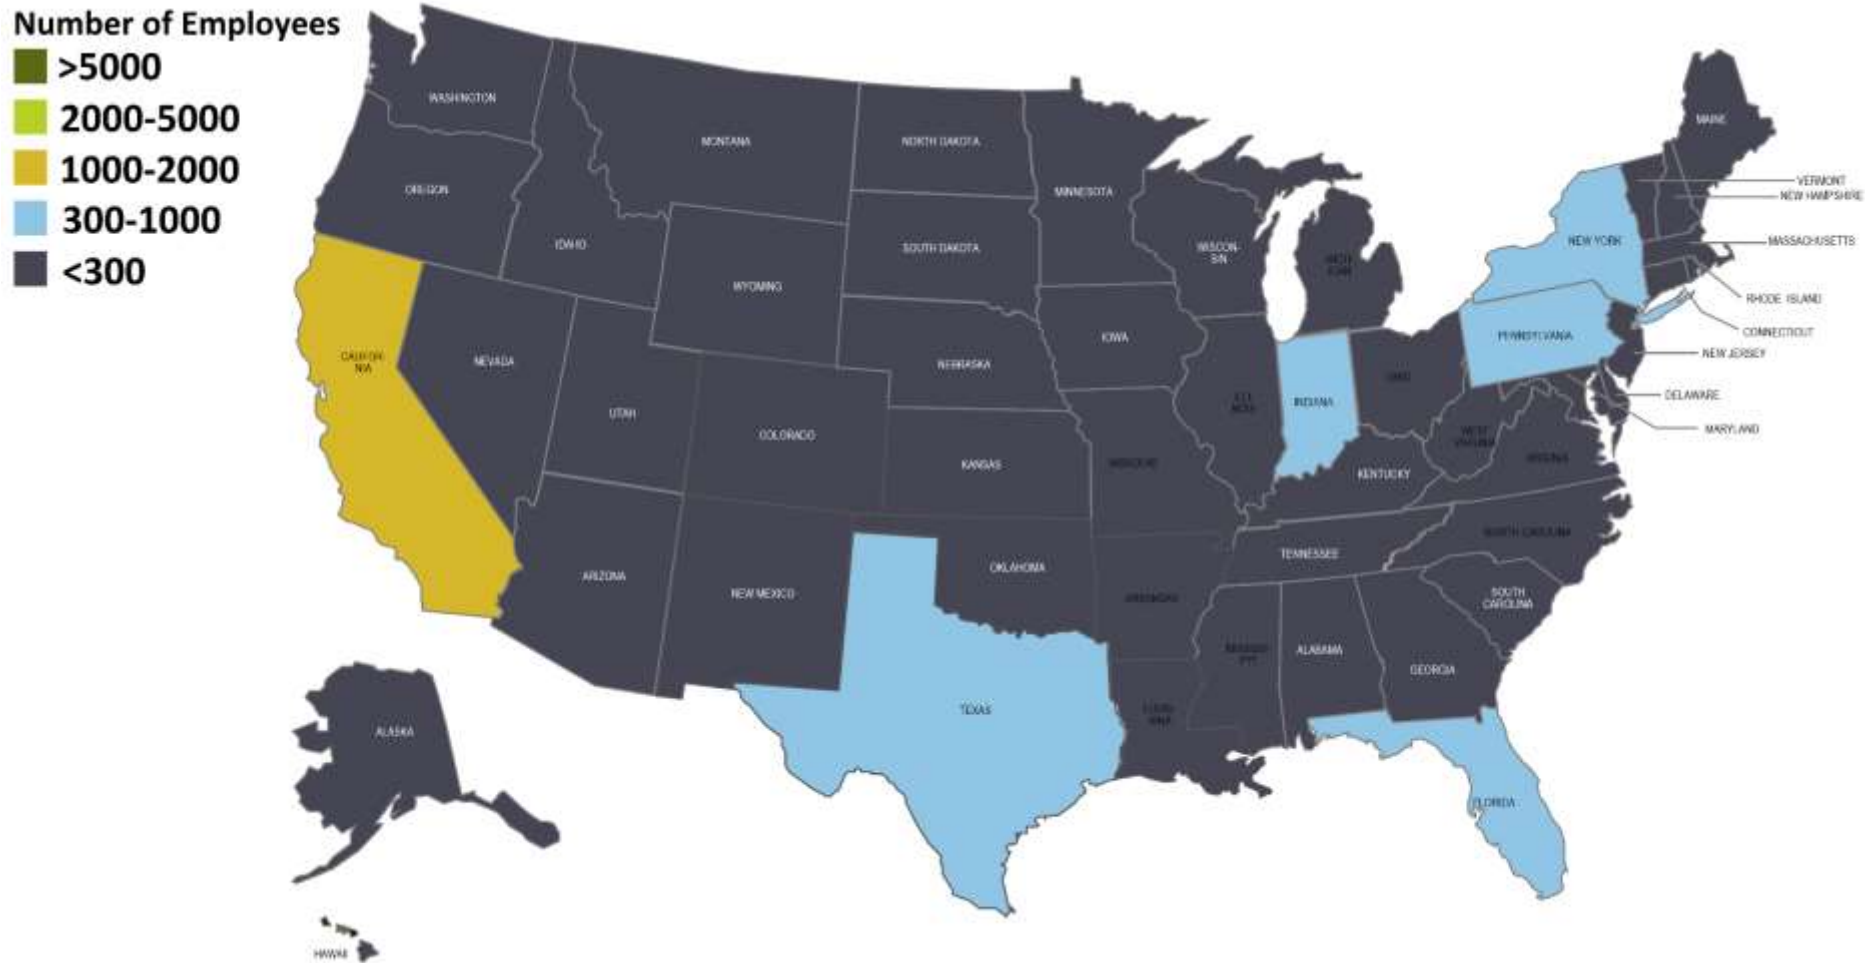 Number of Employees
>5000
2000-5000
1000-2000
300-1000
<300
WASHINGTON
MONTANA
NORTH DAKOTA
MINNESOTA
MAINE
VERMONT
NEW HAMPSHIRE
OREGON
IDAHO
SOUTH DAKOTA
WISCON-
SIN
NEW YORK
MASSACHUSETTS
WYOMING
RHODE ISLAND
CONNECTICUT
NEVADA
NEBRASKA
IOWA
PENNSYLVANIA
NEW JERSEY
UTAH
COLORADO
INDIANA
DELAWARE
MARYLAND
KANSAS
KENTUCKY
VIRGINIA
ARIZONA
NEW MEXICO
OKLAHOMA
TENNESSEE
NORTH CAROLINA
SOUTH
CAROLINA
ARKANSAS
ALABAMA
GEORGIA
TEXAS
ALASKA
FLORIDA
HAWAII